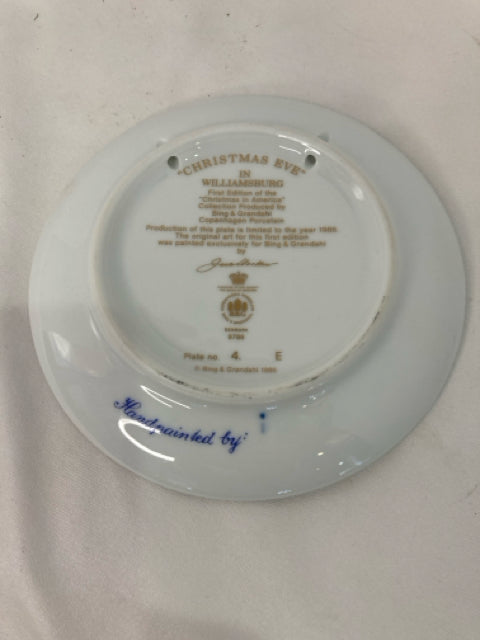 "CHRISTMAS EVE"
IN
WILLIAMSBURG
First Edition of the
"Christmas in America"
Collection Produced by
Bing & Grøndahl
Copenhagen Porcelain
Production of this plate is limited to the year 1986.
The original art for this first edition
was painted exclusively for Bing & Grøndahl
by
DENMARK
Plate no. 4. E
© Bing & Grøndahl 1986
Handpainted by: